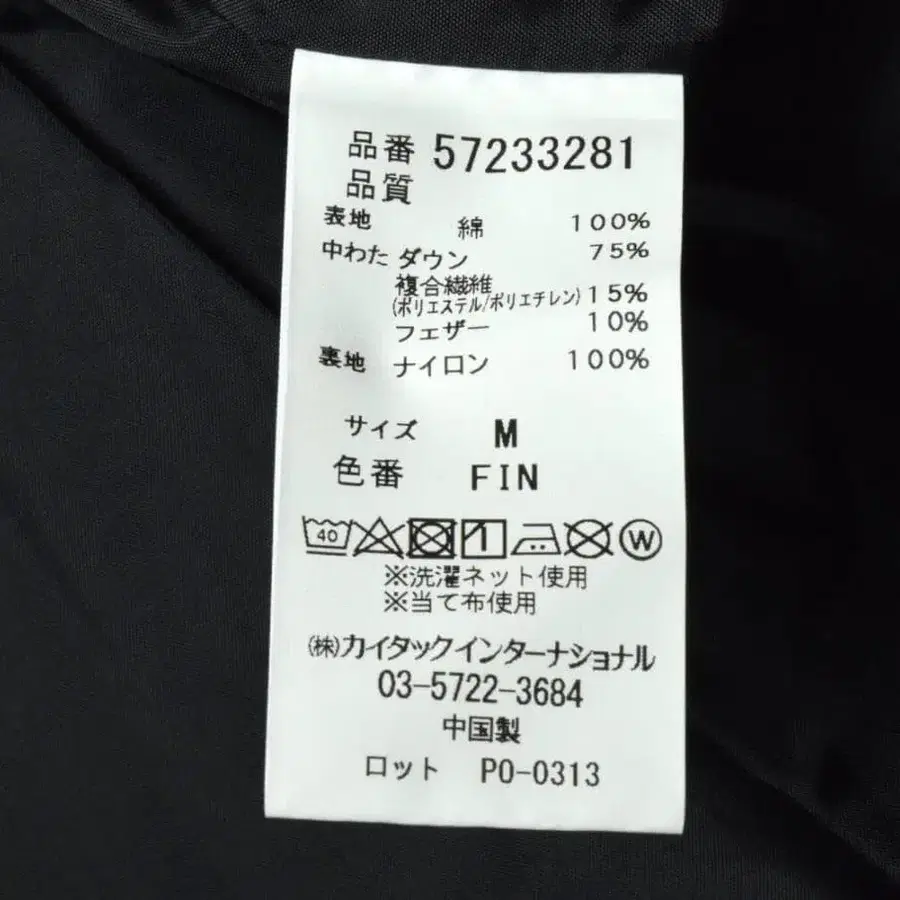 品番 57233281
品質
表地 綿 100%
中わた ダウン 75%
複合繊維
(ポリエステル/ポリエチレン) 15%
フェザー 10%
裏地 ナイロン 100%
サイズ M
色番 FIN
40 W
※洗濯ネット使用
※当て布使用
(株)カイタックインターナショナル
03-5722-3684
中国製
ロット PO-0313